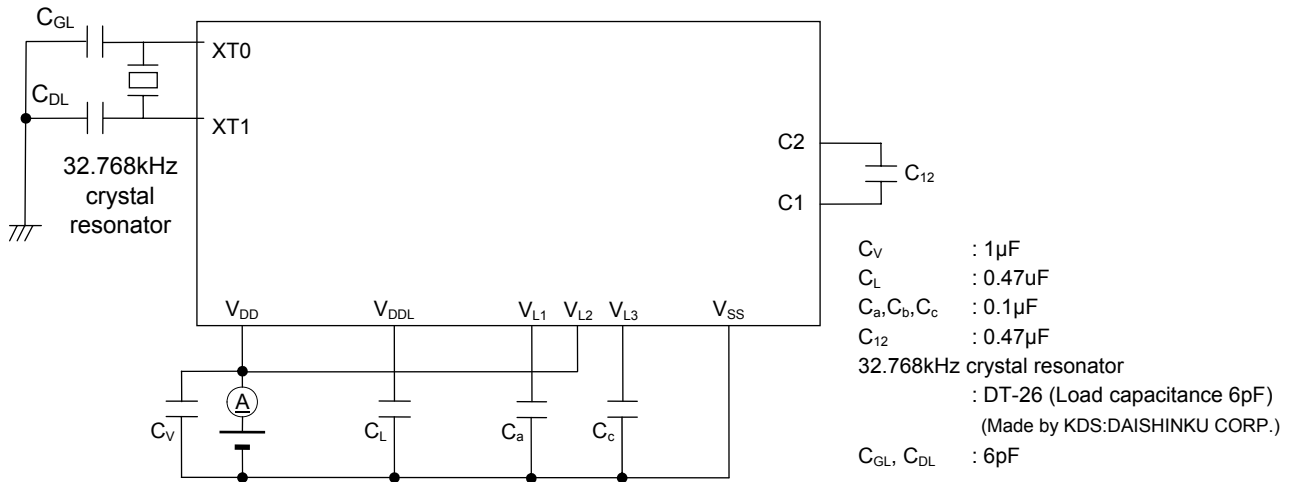 C_GL
XT0
C_DL
XT1
32.768kHz
crystal
resonator
C2
C_12
C1
V_DD V_DDL V_L1 V_L2 V_L3 V_SS
A
C_V C_L C_a C_c
C_V : 1µF
C_L : 0.47uF
C_a,C_b,C_c : 0.1µF
C_12 : 0.47µF
32.768kHz crystal resonator
: DT-26 (Load capacitance 6pF)
(Made by KDS:DAISHINKU CORP.)
C_GL, C_DL : 6pF